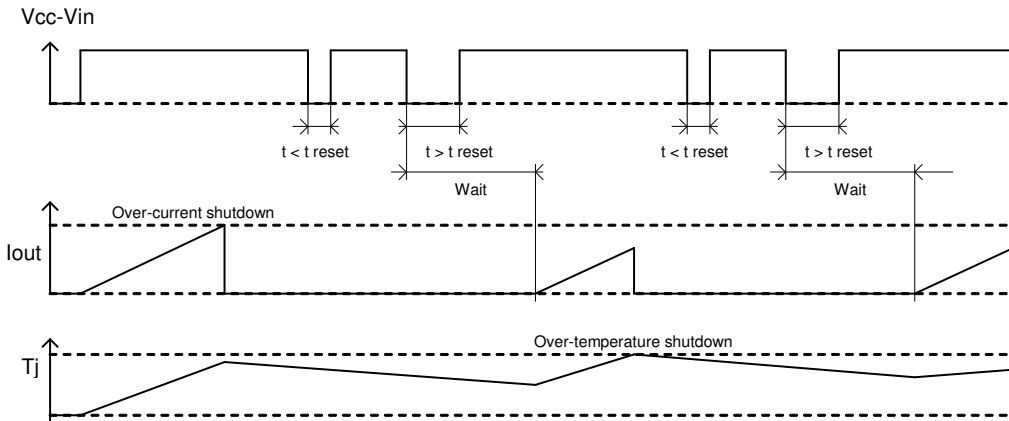 Vcc-Vin
t < t reset
t > t reset
t < t reset
t > t reset
Wait
Wait
Over-current shutdown
Iout
Over-temperature shutdown
Tj